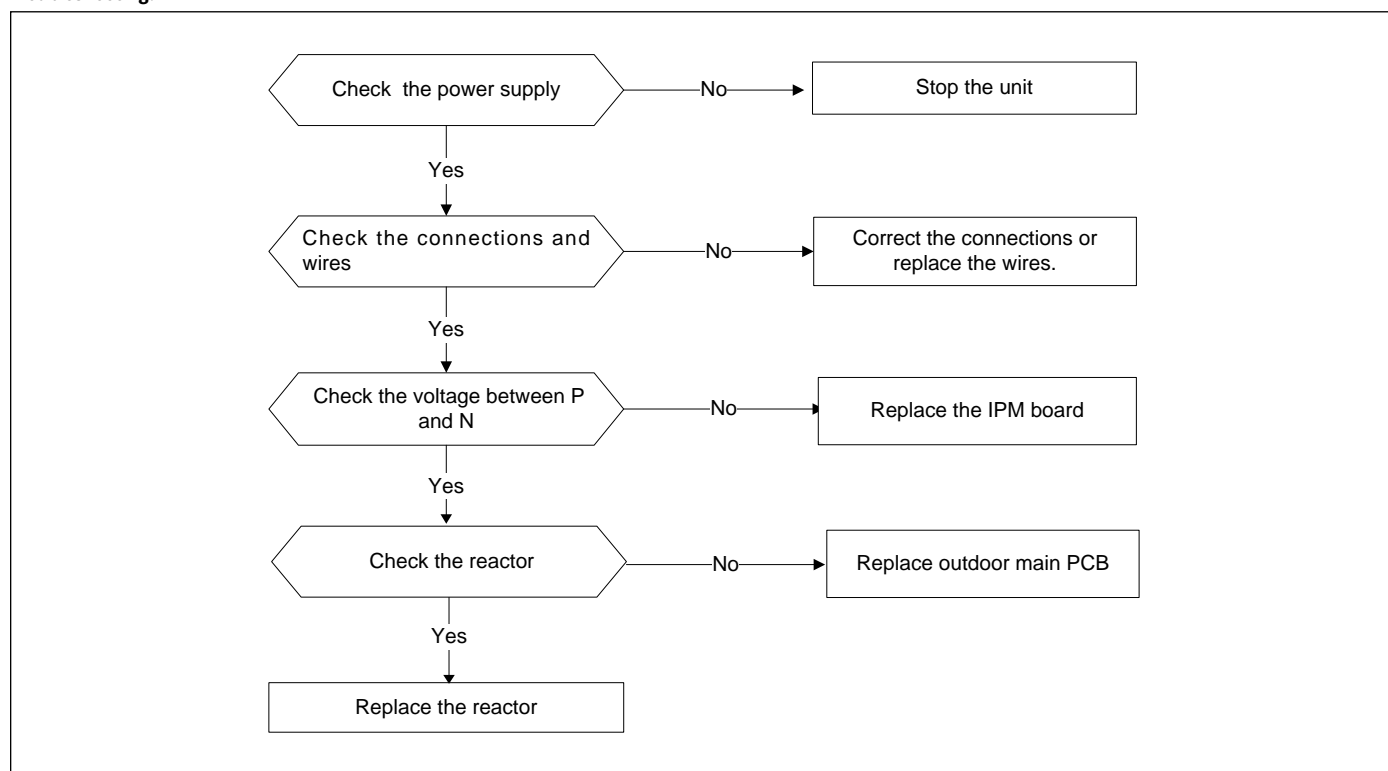 Check the power supply
No
Stop the unit
Yes
Check the connections and
wires
No
Correct the connections or
replace the wires.
Yes
Check the voltage between P
and N
No
Replace the IPM board
Yes
Check the reactor
No
Replace outdoor main PCB
Yes
Replace the reactor